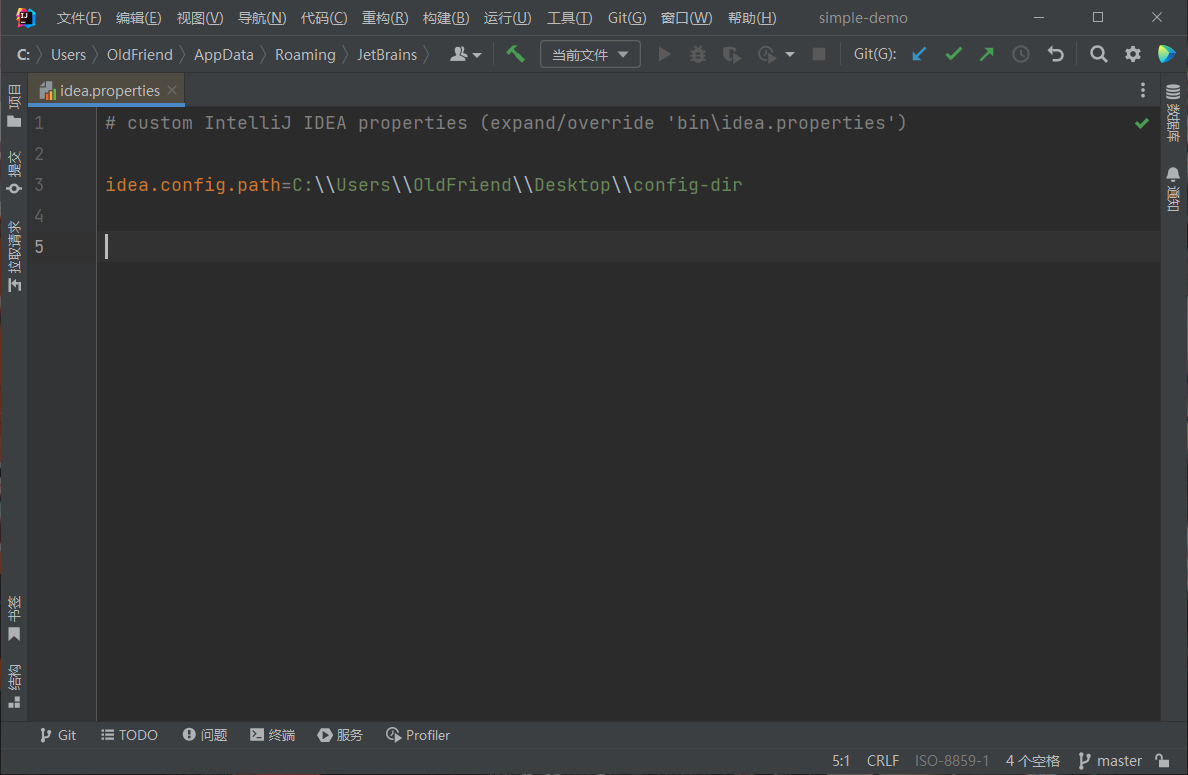 文件(F) 编辑(E) 视图(V) 导航(N) 代码(C) 重构(R) 构建(B) 运行(U) 工具(T) Git(G) 窗口(W) 帮助(H) simple-demo
C: Users OldFriend AppData Roaming JetBrains 当前文件 Git(G):
idea.properties
项目
提交
拉取请求
书签
结构
1 # custom IntelliJ IDEA properties (expand/override 'bin\idea.properties')
2
3 idea.config.path=C:\\Users\\OldFriend\\Desktop\\config-dir
4
5
数据库
通知
Git TODO 问题 终端 服务 Profiler
5:1 CRLF ISO-8859-1 4 个空格 master